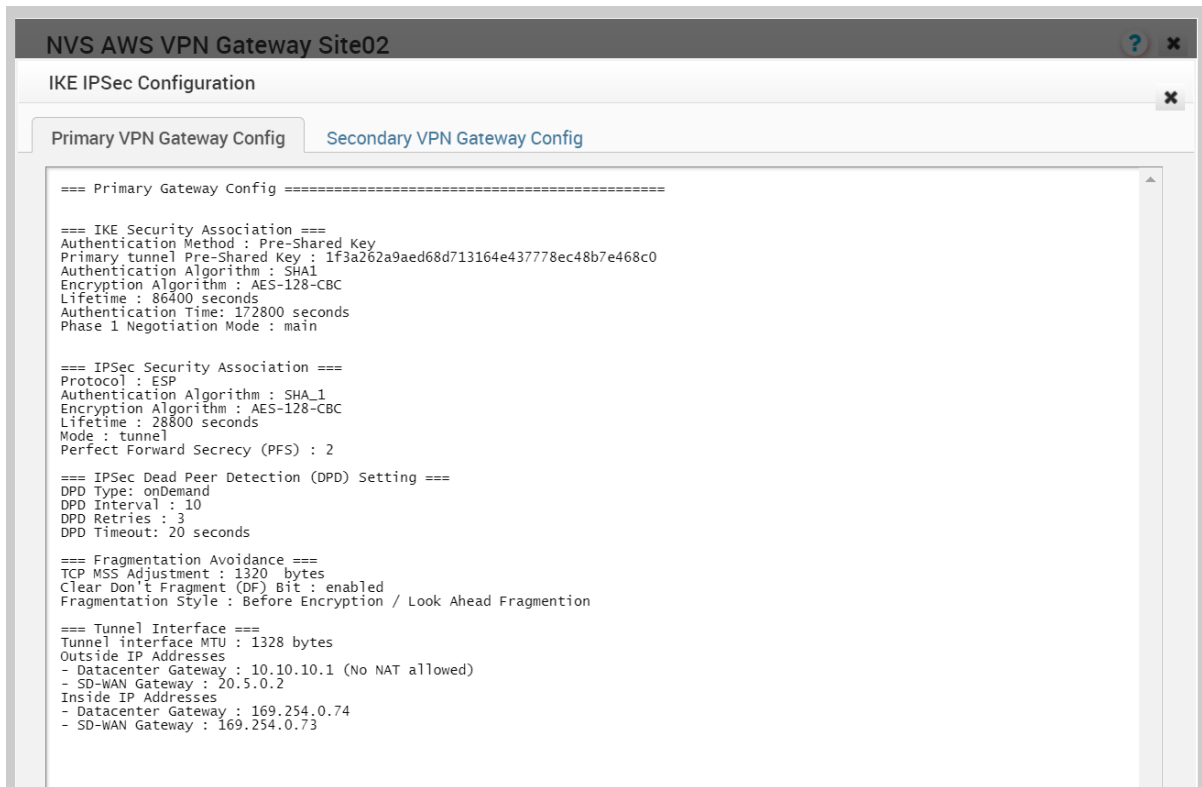 NVS AWS VPN Gateway Site02
IKE IPSec Configuration
Primary VPN Gateway Config
Secondary VPN Gateway Config
=== Primary Gateway Config ==============================================
=== IKE Security Association ===
Authentication Method : Pre-Shared Key
Primary tunnel Pre-Shared Key : 1f3a262a9aed68d713164e437778ec48b7e468c0
Authentication Algorithm : SHA1
Encryption Algorithm : AES-128-CBC
Lifetime : 86400 seconds
Authentication Time: 172800 seconds
Phase 1 Negotiation Mode : main
=== IPSec Security Association ===
Protocol : ESP
Authentication Algorithm : SHA_1
Encryption Algorithm : AES-128-CBC
Lifetime : 28800 seconds
Mode : tunnel
Perfect Forward Secrecy (PFS) : 2
=== IPSec Dead Peer Detection (DPD) Setting ===
DPD Type: onDemand
DPD Interval : 10
DPD Retries : 3
DPD Timeout: 20 seconds
=== Fragmentation Avoidance ===
TCP MSS Adjustment : 1320  bytes
Clear Don't Fragment (DF) Bit : enabled
Fragmentation Style : Before Encryption / Look Ahead Fragmention
=== Tunnel Interface ===
Tunnel interface MTU : 1328 bytes
Outside IP Addresses
- Datacenter Gateway : 10.10.10.1 (No NAT allowed)
- SD-WAN Gateway : 20.5.0.2
Inside IP Addresses
- Datacenter Gateway : 169.254.0.74
- SD-WAN Gateway : 169.254.0.73